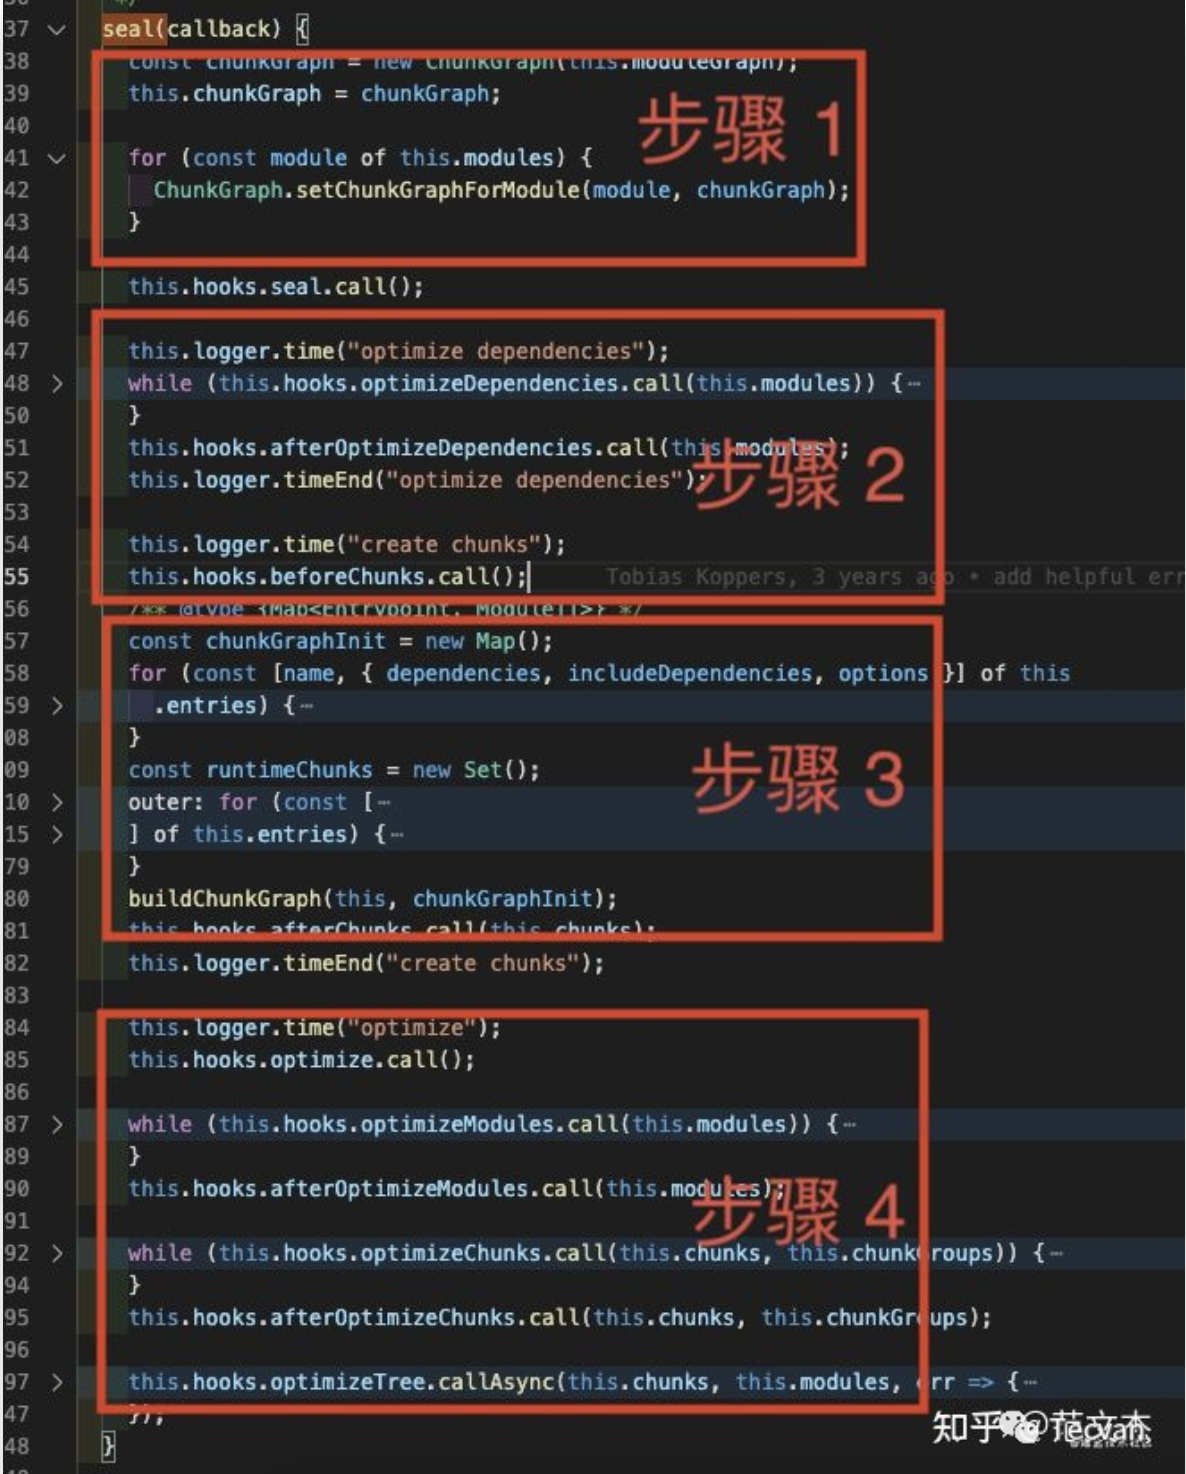 37 seal(callback) {
38 const chunkGraph = new ChunkGraph(this.moduleGraph);
39 this.chunkGraph = chunkGraph;
40
41 for (const module of this.modules) {
42 ChunkGraph.setChunkGraphForModule(module, chunkGraph);
43 }
44
步骤 1
45 this.hooks.seal.call();
46
47 this.logger.time("optimize dependencies");
48 while (this.hooks.optimizeDependencies.call(this.modules)) {⋯
50 }
51 this.hooks.afterOptimizeDependencies.call(this.modules);
52 this.logger.timeEnd("optimize dependencies");
53
步骤 2
54 this.logger.time("create chunks");
55 this.hooks.beforeChunks.call(); Tobias Koppers, 3 years ago • add helpful err
56 /** @type {Map<Entrypoint, Module[]>} */
57 const chunkGraphInit = new Map();
58 for (const [name, { dependencies, includeDependencies, options }] of this
59 .entries) {⋯
08 }
09 const runtimeChunks = new Set();
步骤 3
10 outer: for (const [⋯
15 ] of this.entries) {⋯
79 }
80 buildChunkGraph(this, chunkGraphInit);
81 this.hooks.afterChunks.call(this.chunks);
82 this.logger.timeEnd("create chunks");
83
84 this.logger.time("optimize");
85 this.hooks.optimize.call();
86
87 while (this.hooks.optimizeModules.call(this.modules)) {⋯
89 }
90 this.hooks.afterOptimizeModules.call(this.modules);
91
步骤 4
92 while (this.hooks.optimizeChunks.call(this.chunks, this.chunkGroups)) {⋯
94 }
95 this.hooks.afterOptimizeChunks.call(this.chunks, this.chunkGroups);
96
97 this.hooks.optimizeTree.callAsync(this.chunks, this.modules, err => {⋯
47 });
48 }
知乎 @范文杰
Tecvan